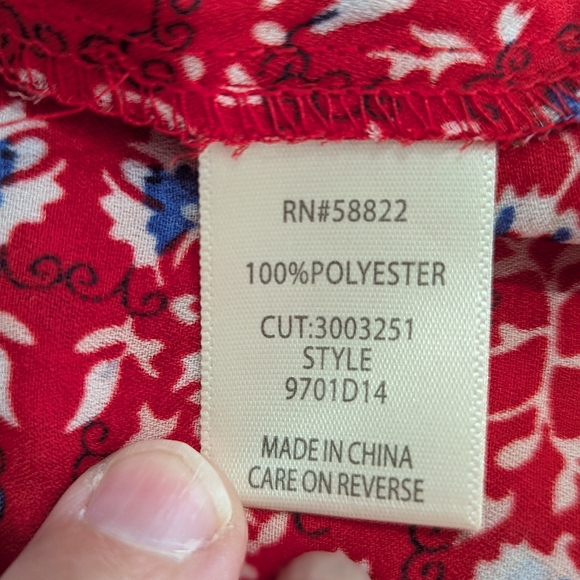 RN#58822
100%POLYESTER
CUT:3003251
STYLE
9701D14
MADE IN CHINA
CARE ON REVERSE